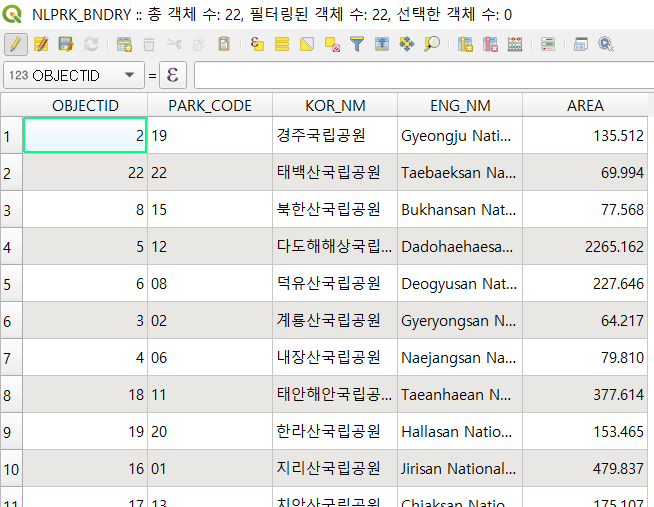 NLPRK_BNDRY :: 총 객체 수: 22, 필터링된 객체 수: 22, 선택한 객체 수: 0
123 OBJECTID = ε
OBJECTID PARK_CODE KOR_NM ENG_NM AREA
1 2 19 경주국립공원 Gyeongju Nati... 135.512
2 22 22 태백산국립공원 Taebaeksan Na... 69.994
3 8 15 북한산국립공원 Bukhansan Nat... 77.568
4 5 12 다도해해상국립... Dadohaehaesa... 2265.162
5 6 08 덕유산국립공원 Deogyusan Nat... 227.646
6 3 02 계룡산국립공원 Gyeryongsan N... 64.217
7 4 06 내장산국립공원 Naejangsan Na... 79.810
8 18 11 태안해안국립공... Taeanhaean N... 377.614
9 19 20 한라산국립공원 Hallasan Natio... 153.465
10 16 01 지리산국립공원 Jirisan National... 479.837
11 17 13 치악산국립공원 Chiaksan Natio... 175.107